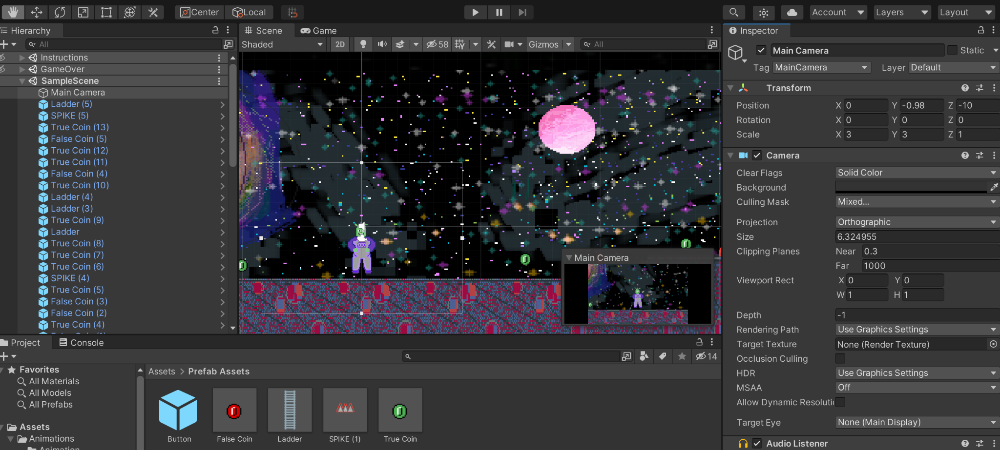 Center
Local
Account
Layers
Layout
Hierarchy
All
Instructions
GameOver
SampleScene
Main Camera
Ladder (5)
SPIKE (5)
True Coin (13)
False Coin (5)
True Coin (12)
True Coin (11)
False Coin (4)
True Coin (10)
Ladder (4)
Ladder (3)
True Coin (9)
Ladder
True Coin (8)
True Coin (7)
True Coin (6)
SPIKE (4)
True Coin (5)
False Coin (3)
False Coin (2)
True Coin (4)
Scene
Game
Shaded
2D
58
Gizmos
All
Main Camera
Inspector
Main Camera
Static
Tag MainCamera Layer Default
Transform
Position X 0 Y -0.98 Z -10
Rotation X 0 Y 0 Z 0
Scale X 3 Y 3 Z 1
Camera
Clear Flags Solid Color
Background
Culling Mask Mixed...
Projection Orthographic
Size 6.324955
Clipping Planes Near 0.3
Far 1000
Viewport Rect X 0 Y 0
W 1 H 1
Depth -1
Rendering Path Use Graphics Settings
Target Texture None (Render Texture)
Occlusion Culling
HDR Use Graphics Settings
MSAA Off
Allow Dynamic Resoluti
Target Eye None (Main Display)
Audio Listener
Project
Console
14
Favorites
All Materials
All Models
All Prefabs
Assets
Animations
Assets > Prefab Assets
Button
False Coin
Ladder
SPIKE (1)
True Coin